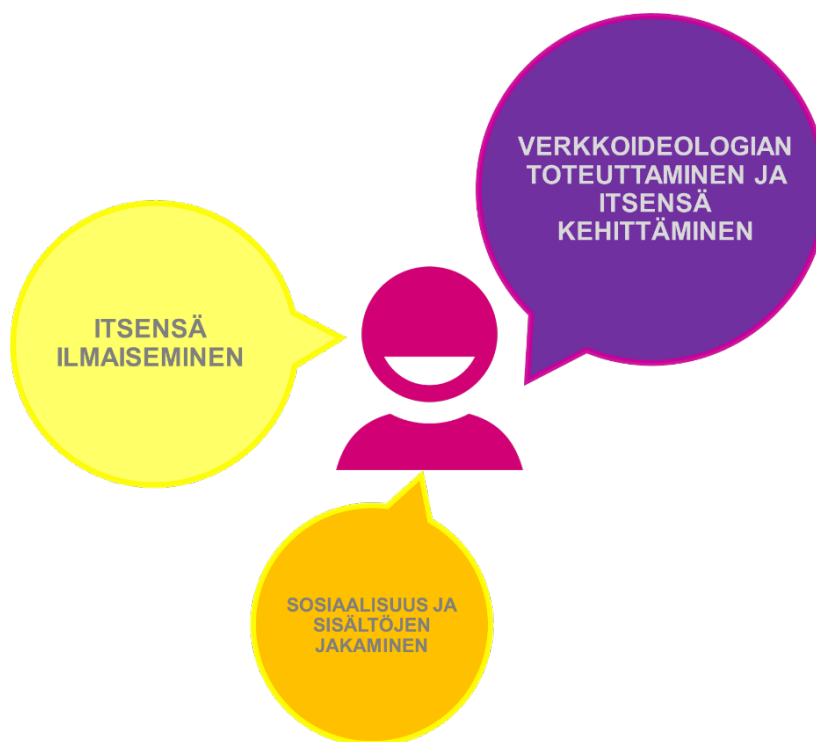 VERKKOIDEOLOGIAN
TOTEUTTAMINEN JA
ITSENSÄ
KEHITTÄMINEN
ITSENSÄ
ILMAISEMINEN
SOSIAALISUUS JA
SISÄLTÖJEN
JAKAMINEN